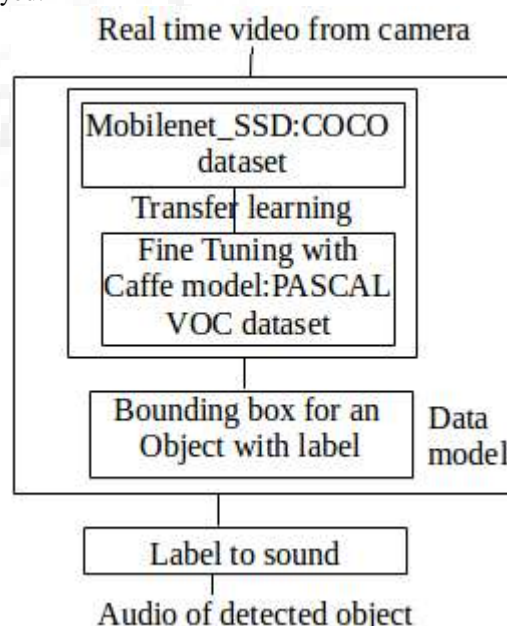 Real time video from camera
Mobilenet_SSD:COCO
dataset
Transfer learning
Fine Tuning with
Caffe model:PASCAL
VOC dataset
Bounding box for an
Object with label
Data
model
Label to sound
Audio of detected object